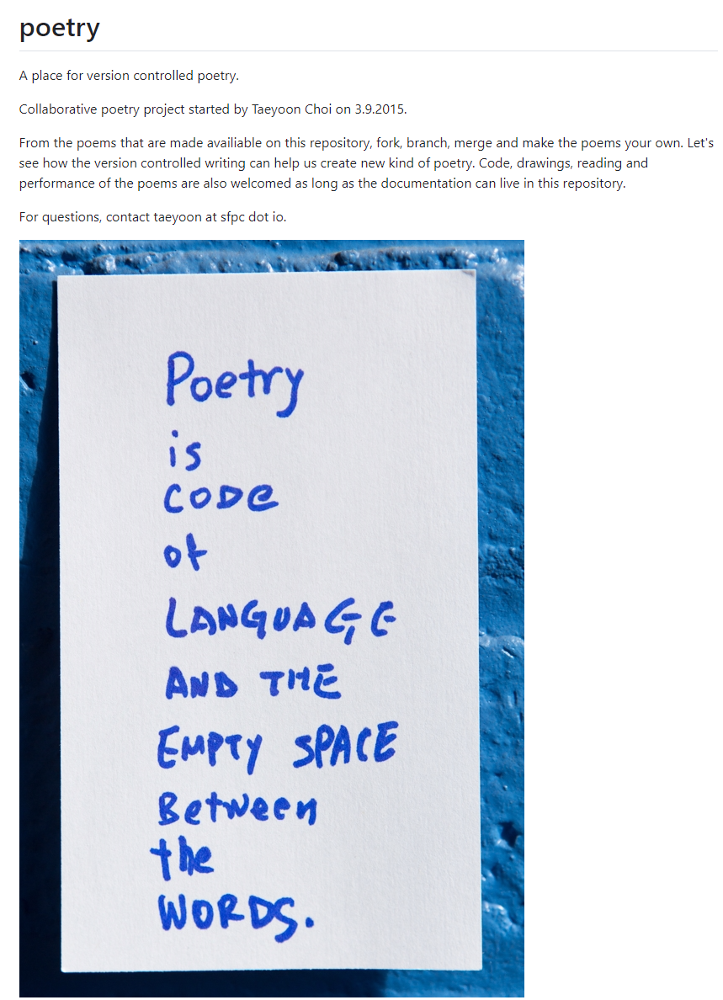 poetry
A place for version controlled poetry.
Collaborative poetry project started by Taeyoon Choi on 3.9.2015.
From the poems that are made availiable on this repository, fork, branch, merge and make the poems your own. Let's
see how the version controlled writing can help us create new kind of poetry. Code, drawings, reading and
performance of the poems are also welcomed as long as the documentation can live in this repository.
For questions, contact taeyoon at sfpc dot io.
Poetry
is
CODe
of
LANGUAGE
AND THE
EMPTY SPACE
Between
the
WORDS.